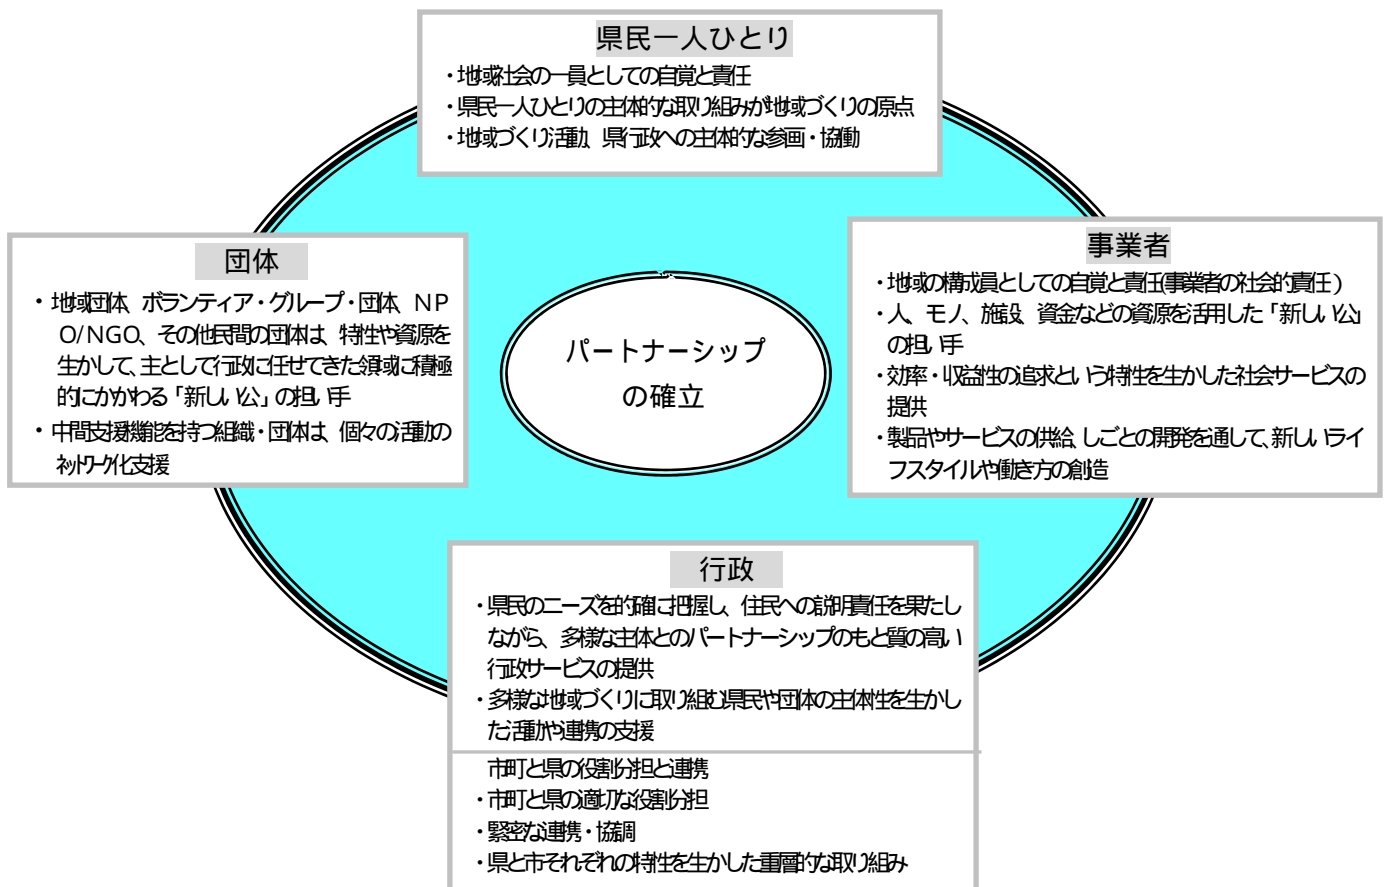 県民一人ひとり
・地域社会の一員としての自覚と責任
・県民一人ひとりの主体的な取り組みが地域づくりの原点
・地域づくり活動、県行政への主体的な参画・協働
団体
・地域団体、ボランティア・グループ・団体、NP
O/NGO、その他民間の団体は、特性や資源を
生かして、主として行政に任せてきた領域に積極
的にかかわる「新しい公」の担い手
・中間支援機能を持つ組織・団体は、個々の活動の
ネットワーク化支援
事業者
・地域の構成員としての自覚と責任(事業者の社会的責任)
・人、モノ、施設、資金などの資源を活用した「新しい公」
の担い手
・効率・収益性の追求という特性を生かした社会サービスの
提供
・製品やサービスの供給、しごとの開発を通して、新しいライ
フスタイルや働き方の創造
パートナーシップ
の確立
行政
・県民のニーズを的確に把握し、住民への説明責任を果たし
ながら、多様な主体とのパートナーシップのもと質の高い
行政サービスの提供
・多様な地域づくりに取り組む県民や団体の主体性を生かし
た活動や連携の支援
市町と県の役割分担と連携
・市町と県の適切な役割分担
・緊密な連携・協調
・県と市それぞれの特性を生かした重層的な取り組み